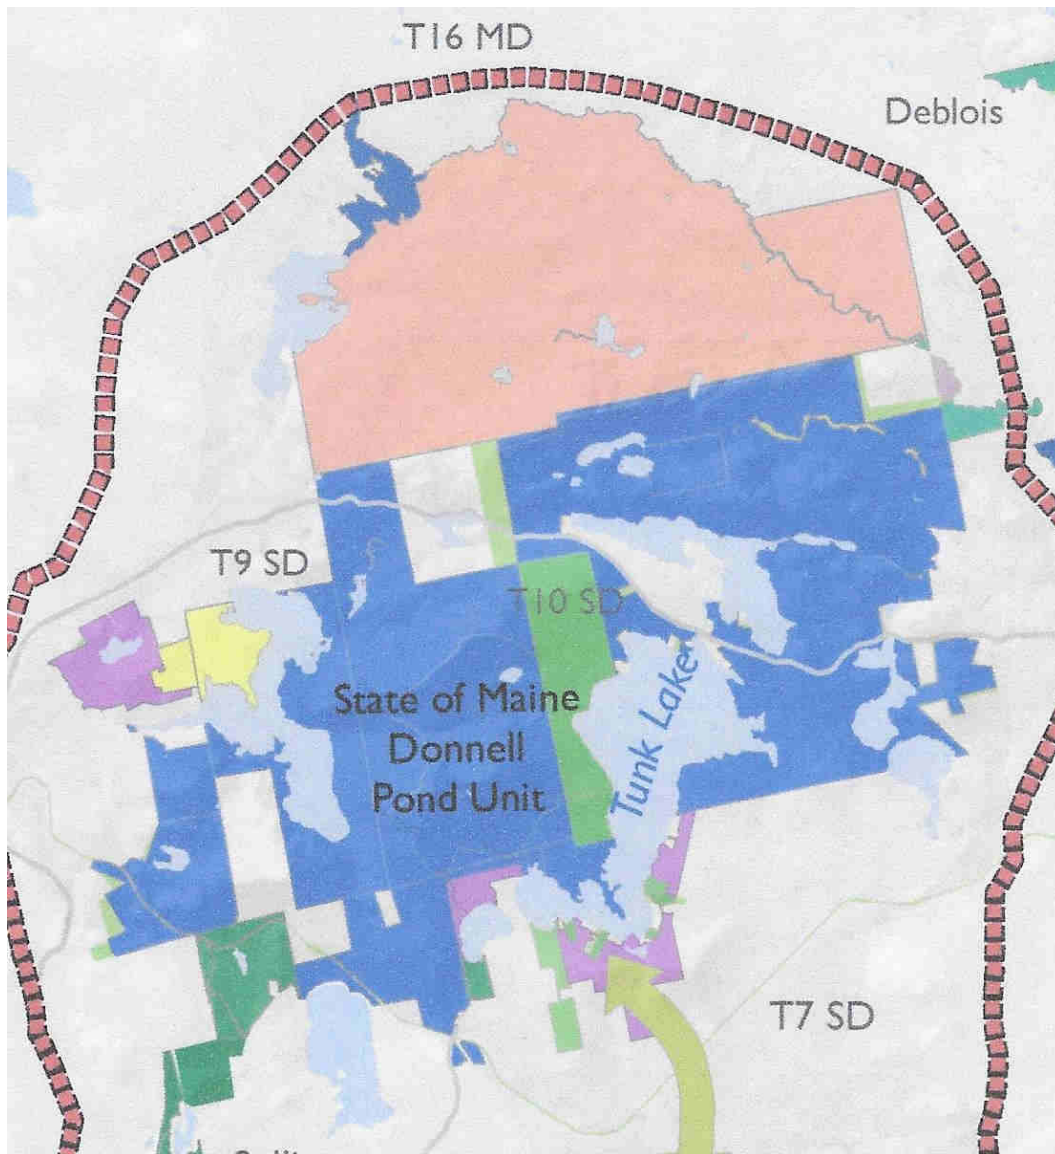 T16 MD
Deblois
T9 SD
T10 SD
State of Maine
Donnell
Pond Unit
Tunk Lake
T7 SD